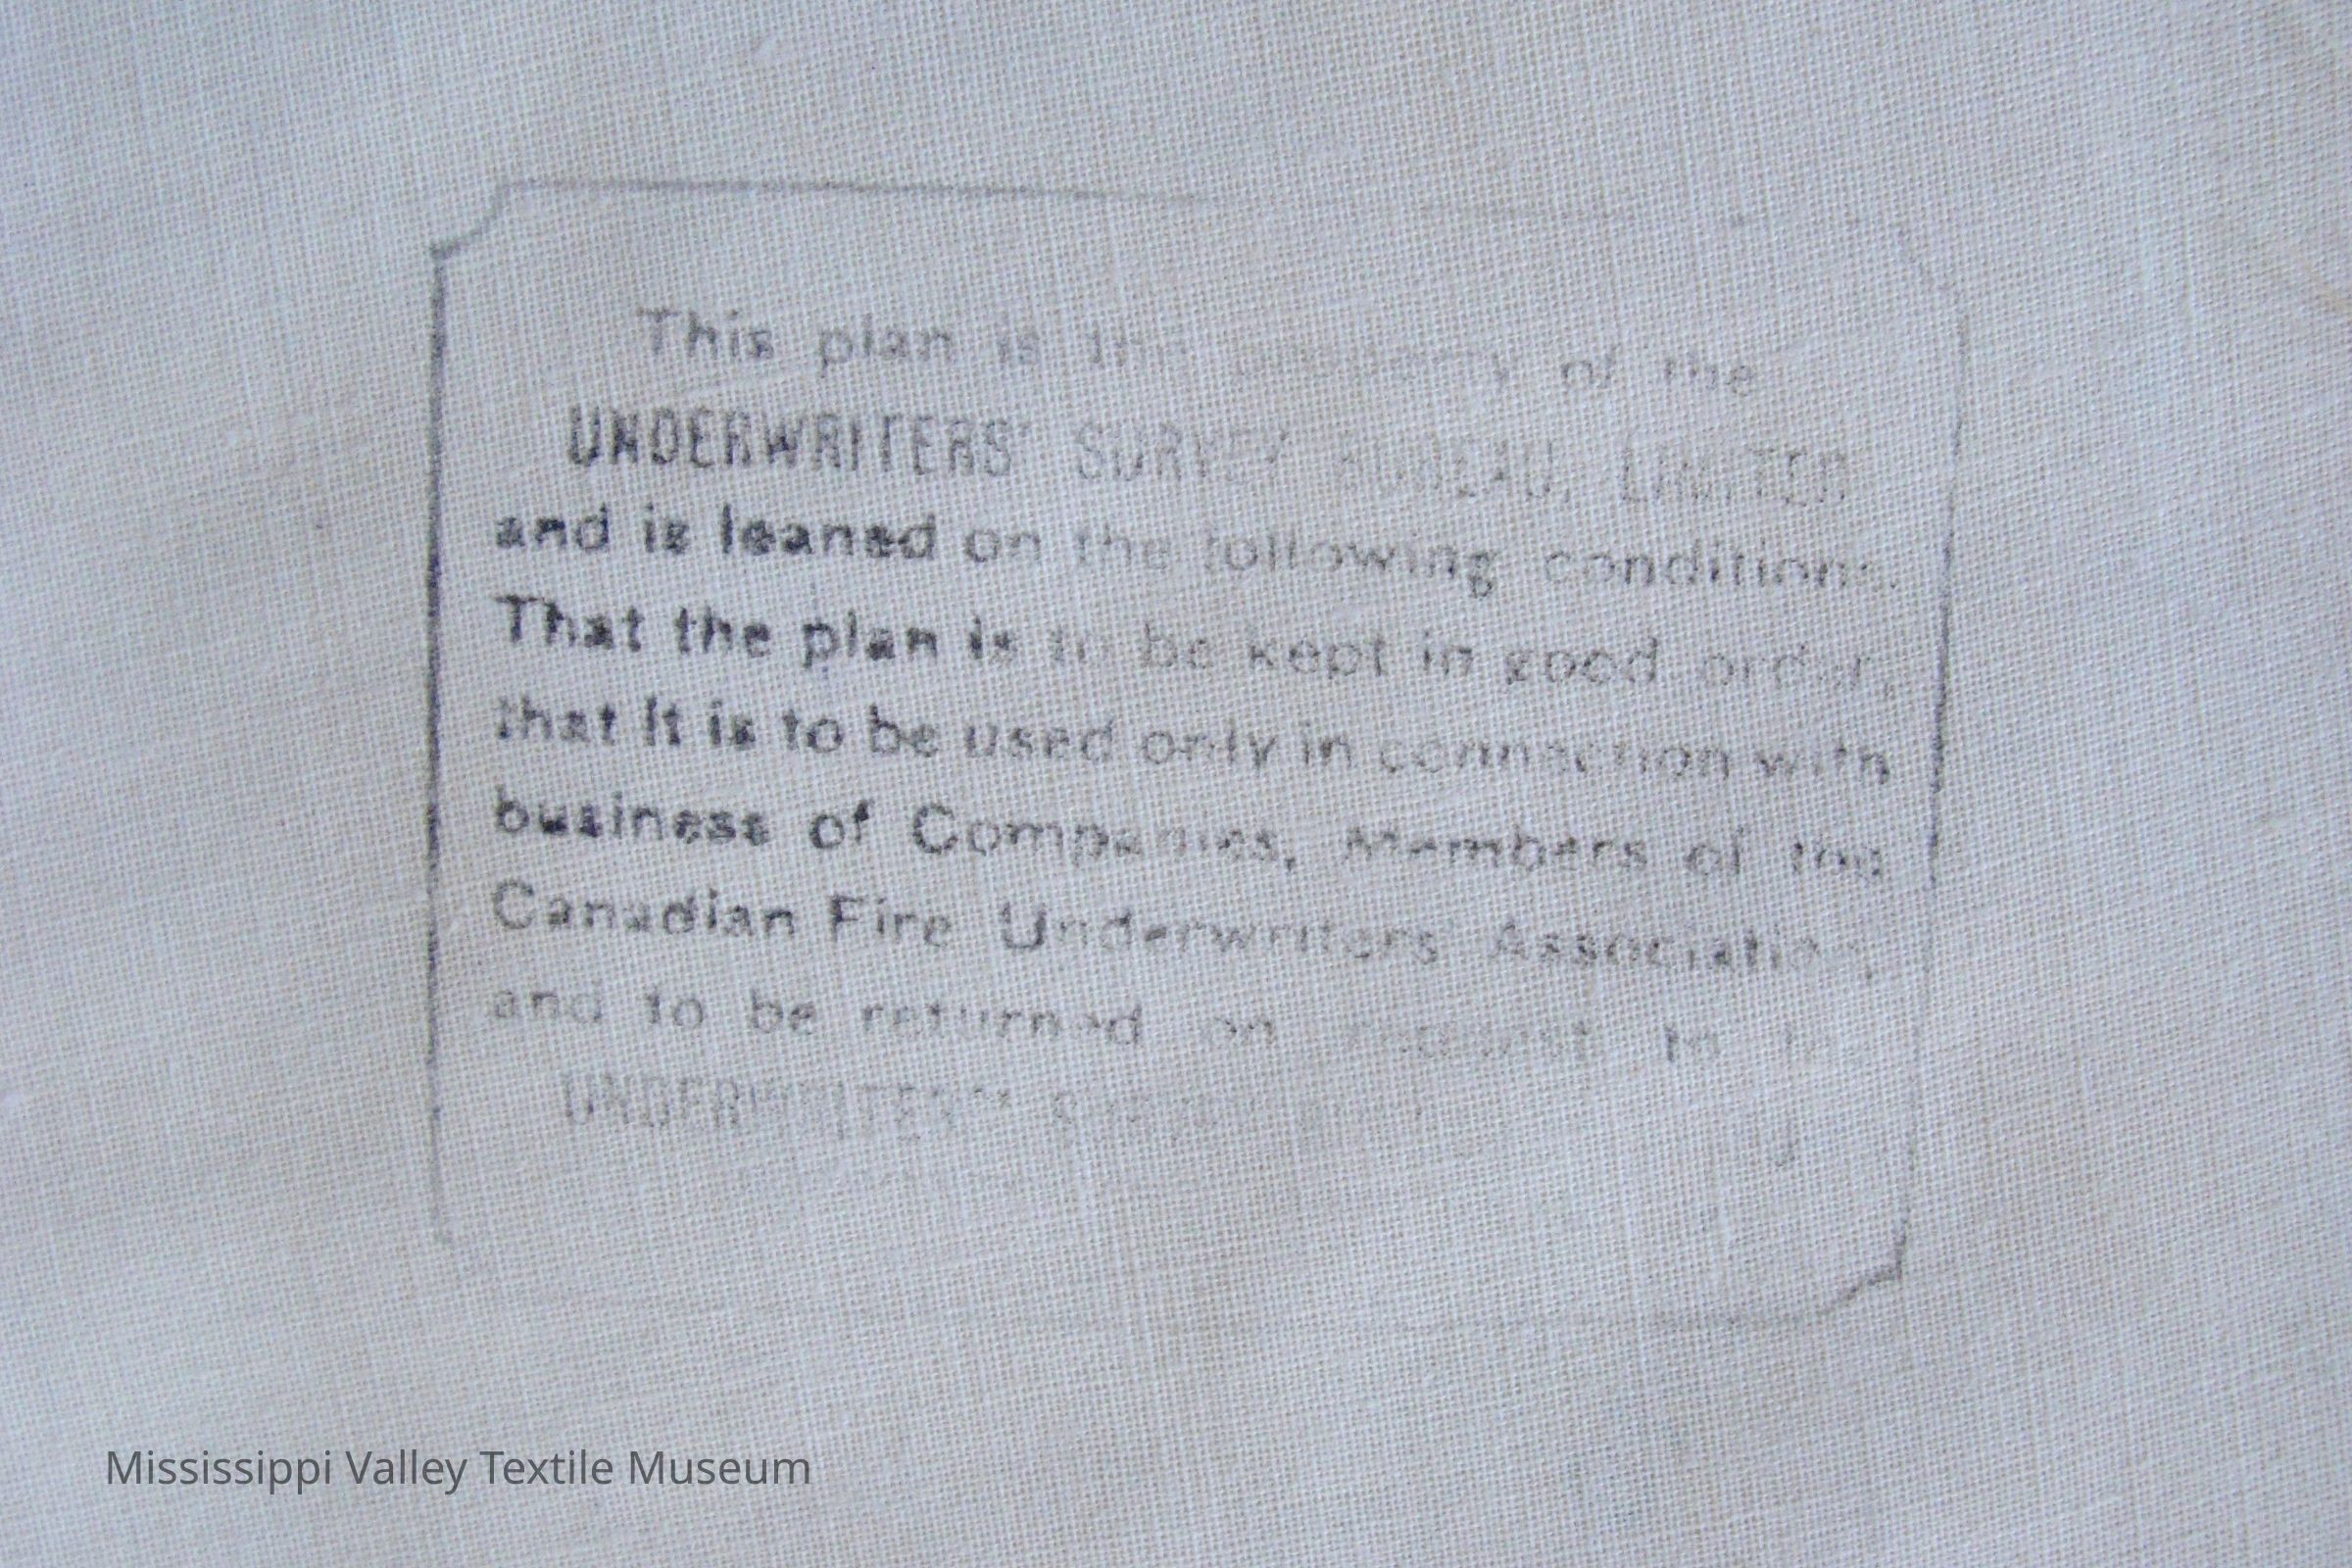 This plan is the property of the
UNDERWRITERS' SURVEY BUREAU, LIMITED
and is loaned on the following conditions.
That the plan is to be kept in good order,
that it is to be used only in connection with
business of Companies, Members of the
Canadian Fire Underwriters' Association,
and to be returned on request to the
UNDERWRITERS' SURVEY
Mississippi Valley Textile Museum